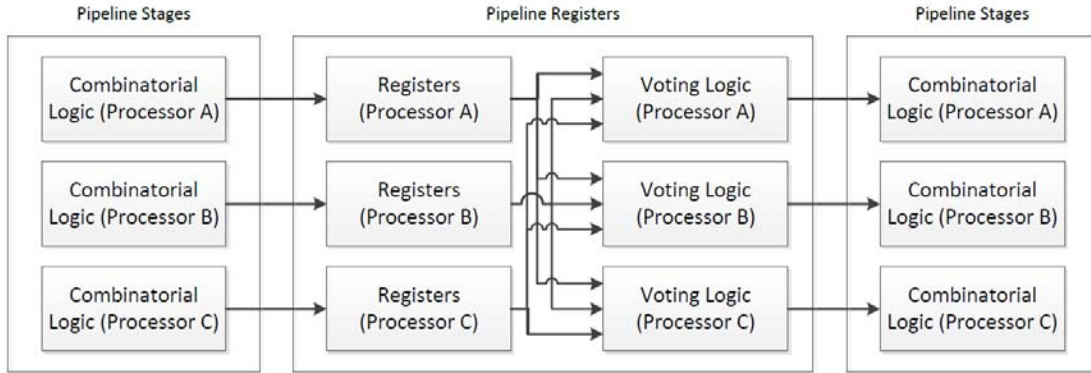 Pipeline Stages
Pipeline Registers
Pipeline Stages
Combinatorial
Logic (Processor A)
Registers
(Processor A)
Voting Logic
(Processor A)
Combinatorial
Logic (Processor A)
Combinatorial
Logic (Processor B)
Registers
(Processor B)
Voting Logic
(Processor B)
Combinatorial
Logic (Processor B)
Combinatorial
Logic (Processor C)
Registers
(Processor C)
Voting Logic
(Processor C)
Combinatorial
Logic (Processor C)